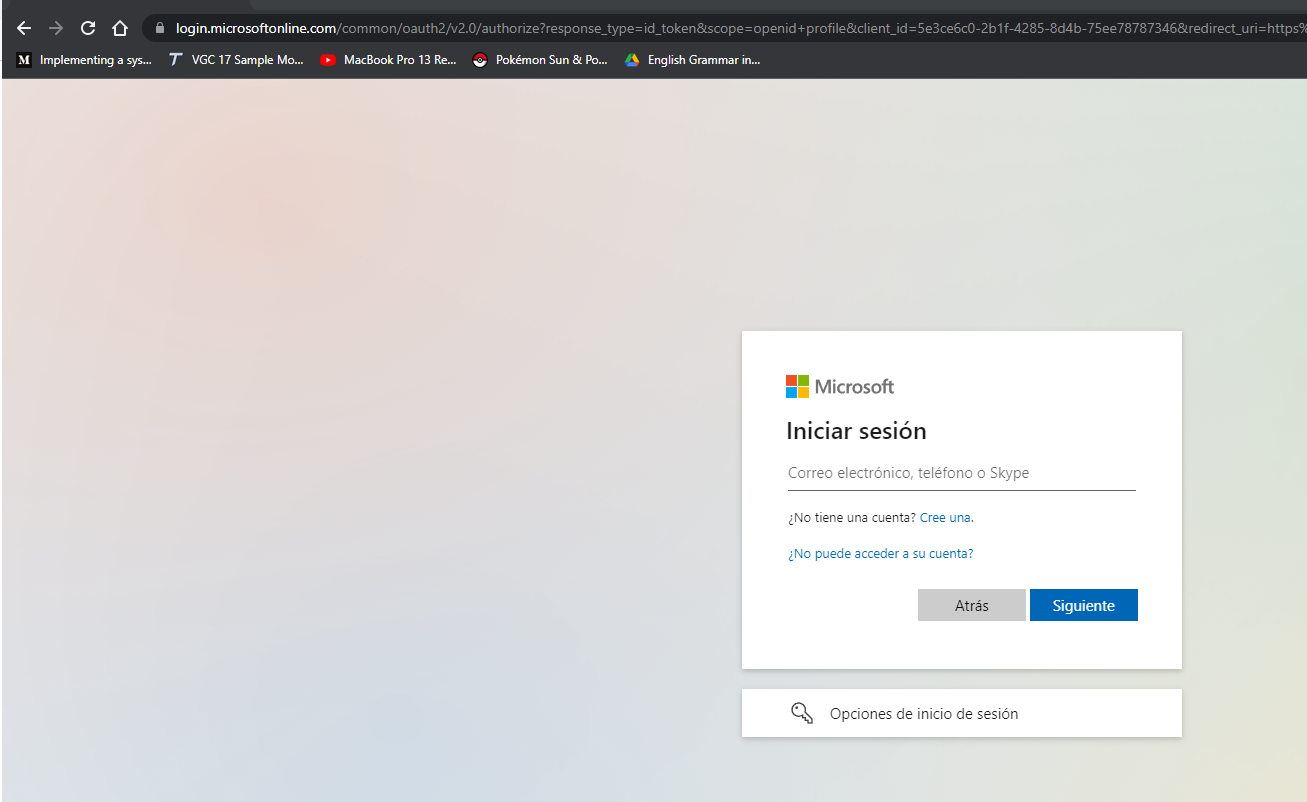 login.microsoftonline.com/common/oauth2/v2.0/authorize?response_type=id_token&scope=openid+profile&client_id=5e3ce6c0-2b1f-4285-8d4b-75ee78787346&redirect_uri=https%
M Implementing a sys... VGC 17 Sample Mo... MacBook Pro 13 Re... Pokémon Sun & Po... English Grammar in...
Microsoft
Iniciar sesión
Correo electrónico, teléfono o Skype
¿No tiene una cuenta? Cree una.
¿No puede acceder a su cuenta?
Atrás Siguiente
Opciones de inicio de sesión